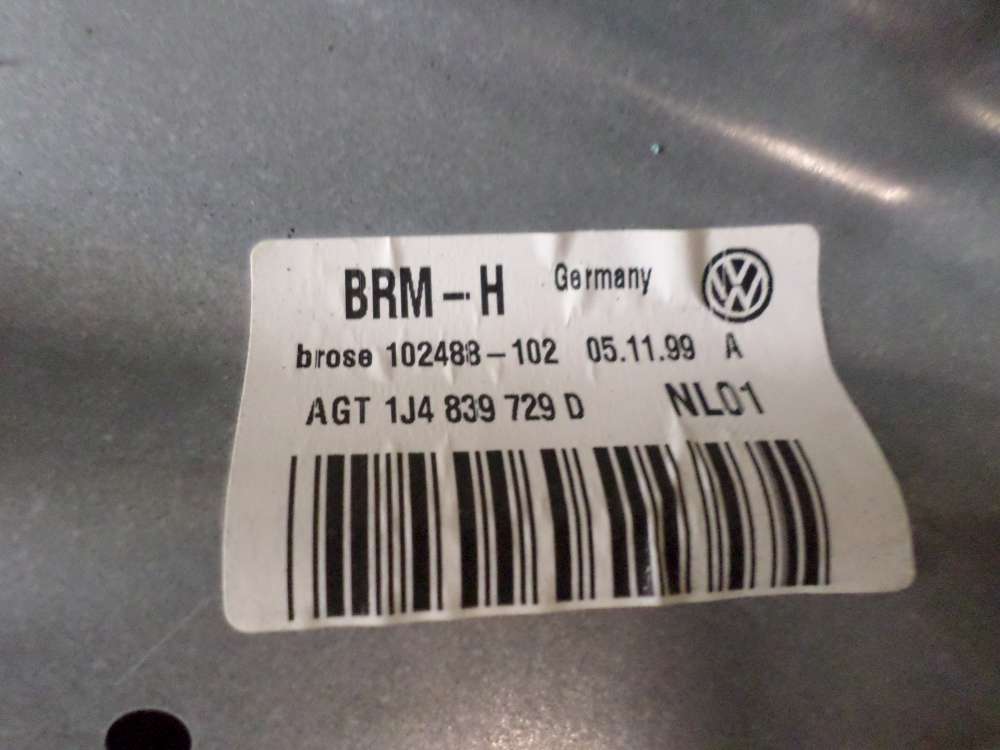 BRM-H Germany
brose 102488-102 05.11.99 A
AGT 1J4 839 729 D NL01